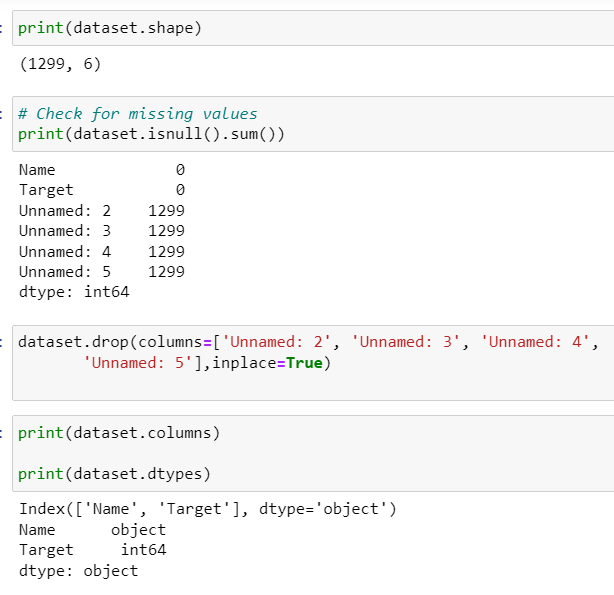 print(dataset.shape)
(1299, 6)
# Check for missing values
print(dataset.isnull().sum())
Name             0
Target           0
Unnamed: 2    1299
Unnamed: 3    1299
Unnamed: 4    1299
Unnamed: 5    1299
dtype: int64
dataset.drop(columns=['Unnamed: 2', 'Unnamed: 3', 'Unnamed: 4',
       'Unnamed: 5'],inplace=True)
print(dataset.columns)
print(dataset.dtypes)
Index(['Name', 'Target'], dtype='object')
Name      object
Target     int64
dtype: object